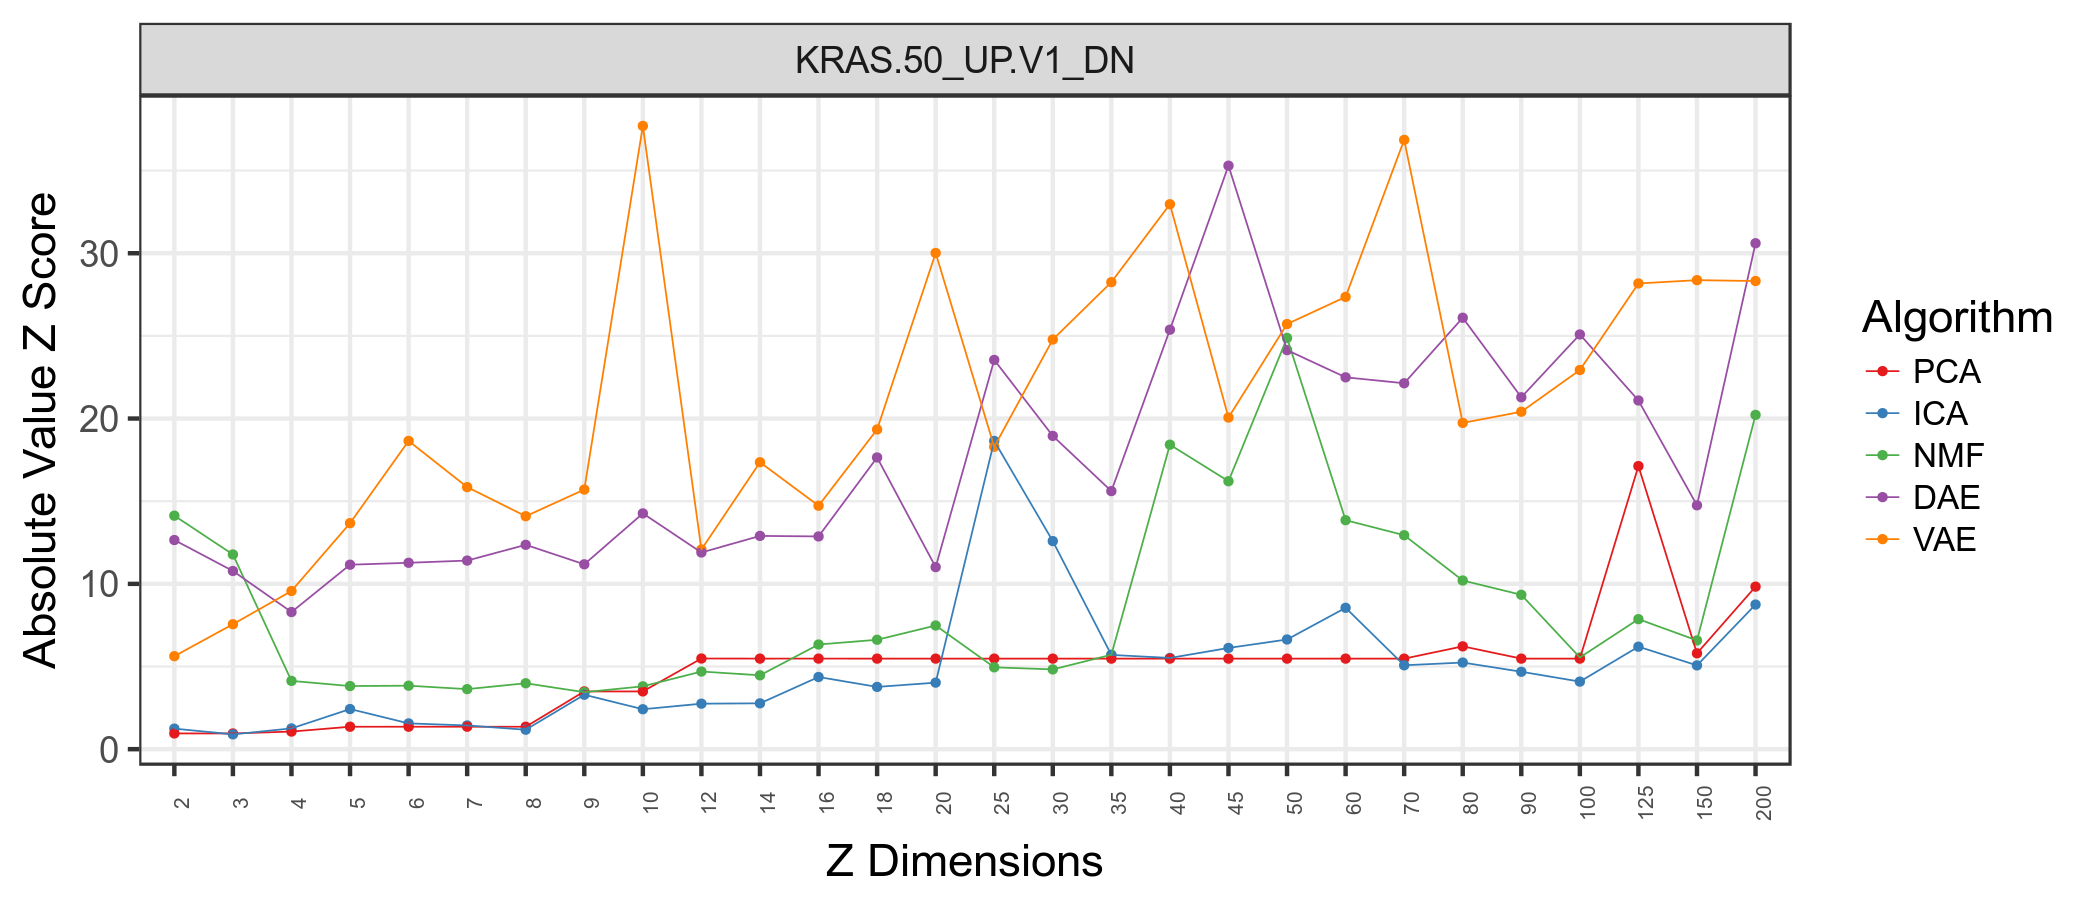 KRAS.50_UP.V1_DN
Absolute Value Z Score
30
20
10
0
2 3 4 5 6 7 8 9 10 12 14 16 18 20 25 30 35 40 45 50 60 70 80 90 100 125 150 200
Z Dimensions
Algorithm
PCA
ICA
NMF
DAE
VAE